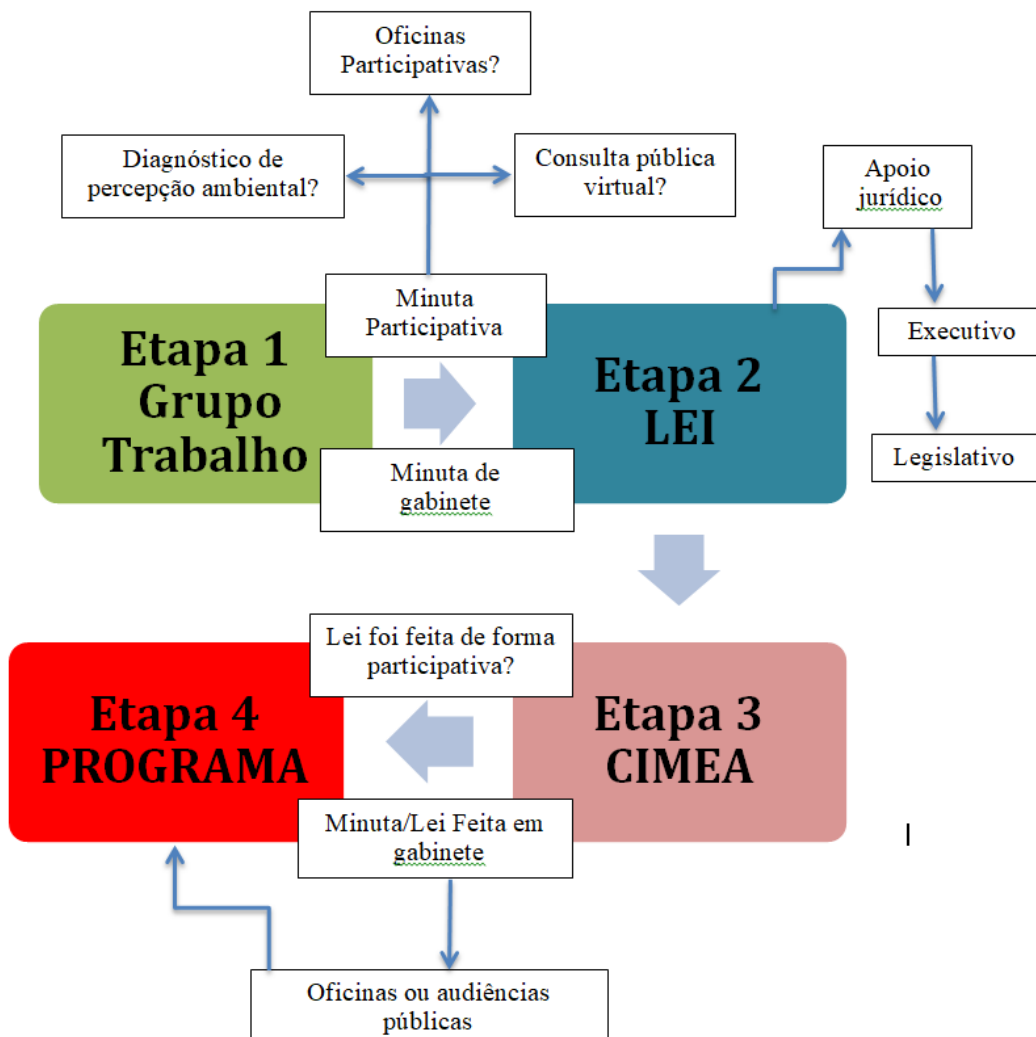 Oficinas
Participativas?
Diagnóstico de
percepção ambiental?
Consulta pública
virtual?
Apoio
jurídico
Minuta
Participativa
Etapa 1
Grupo
Trabalho
Etapa 2
LEI
Executivo
Minuta de
gabinete
Legislativo
Lei foi feita de forma
participativa?
Etapa 4
PROGRAMA
Etapa 3
CIMEA
Minuta/Lei Feita em
gabinete
Oficinas ou audiências
públicas